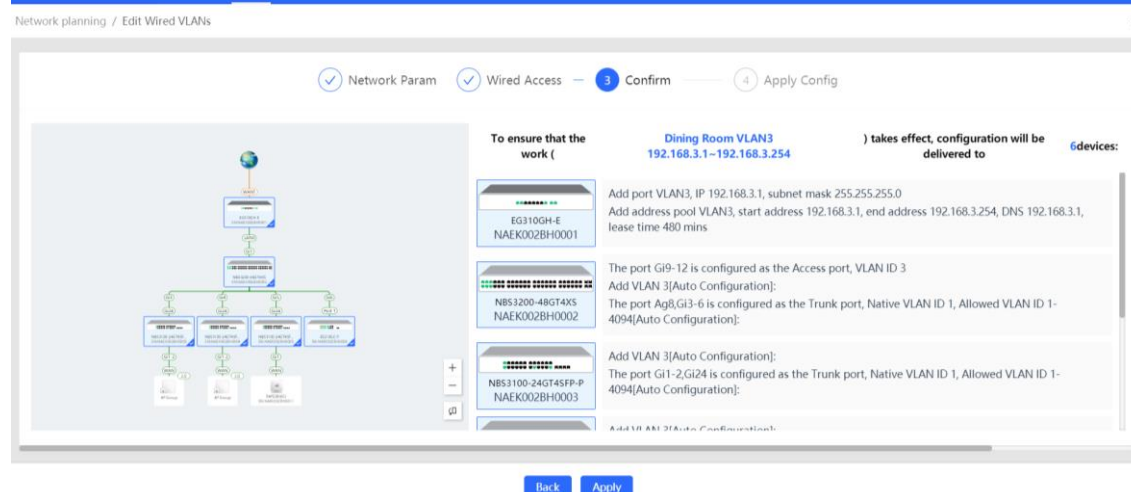 Network planning / Edit Wired VLANs
Network Param
Wired Access
3 Confirm
4 Apply Config
To ensure that the work (
Dining Room VLAN3
192.168.3.1~192.168.3.254
) takes effect, configuration will be delivered to
6devices:
EG310GH-E
NAEK002BH0001
Add port VLAN3, IP 192.168.3.1, subnet mask 255.255.255.0
Add address pool VLAN3, start address 192.168.3.1, end address 192.168.3.254, DNS 192.168.3.1,
lease time 480 mins
NBS3200-48GT4XS
NAEK002BH0002
The port Gi9-12 is configured as the Access port, VLAN ID 3
Add VLAN 3[Auto Configuration]:
The port Ag8,Gi3-6 is configured as the Trunk port, Native VLAN ID 1, Allowed VLAN ID 1-
4094[Auto Configuration]:
NBS3100-24GT4SFP-P
NAEK002BH0003
Add VLAN 3[Auto Configuration]:
The port Gi1-2,Gi24 is configured as the Trunk port, Native VLAN ID 1, Allowed VLAN ID 1-
4094[Auto Configuration]:
Add VLAN 3[Auto Configuration]:
Back
Apply